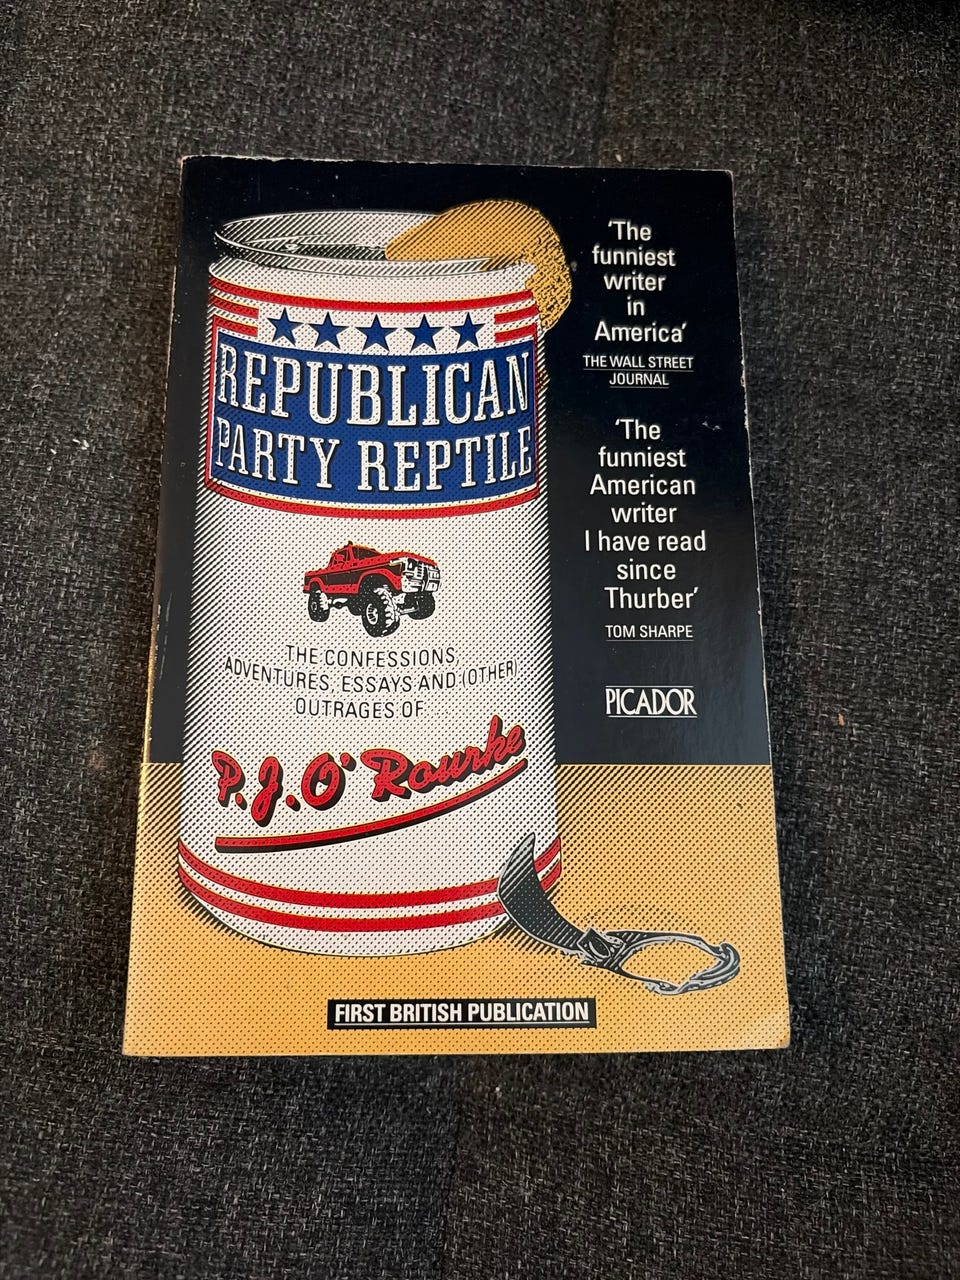 REPUBLICAN
PARTY REPTILE
THE CONFESSIONS,
ADVENTURES, ESSAYS AND (OTHER)
OUTRAGES OF
P.J.O'Rourke
'The
funniest
writer
in
America'
THE WALL STREET
JOURNAL
'The
funniest
American
writer
I have read
since
Thurber'
TOM SHARPE
PICADOR
FIRST BRITISH PUBLICATION